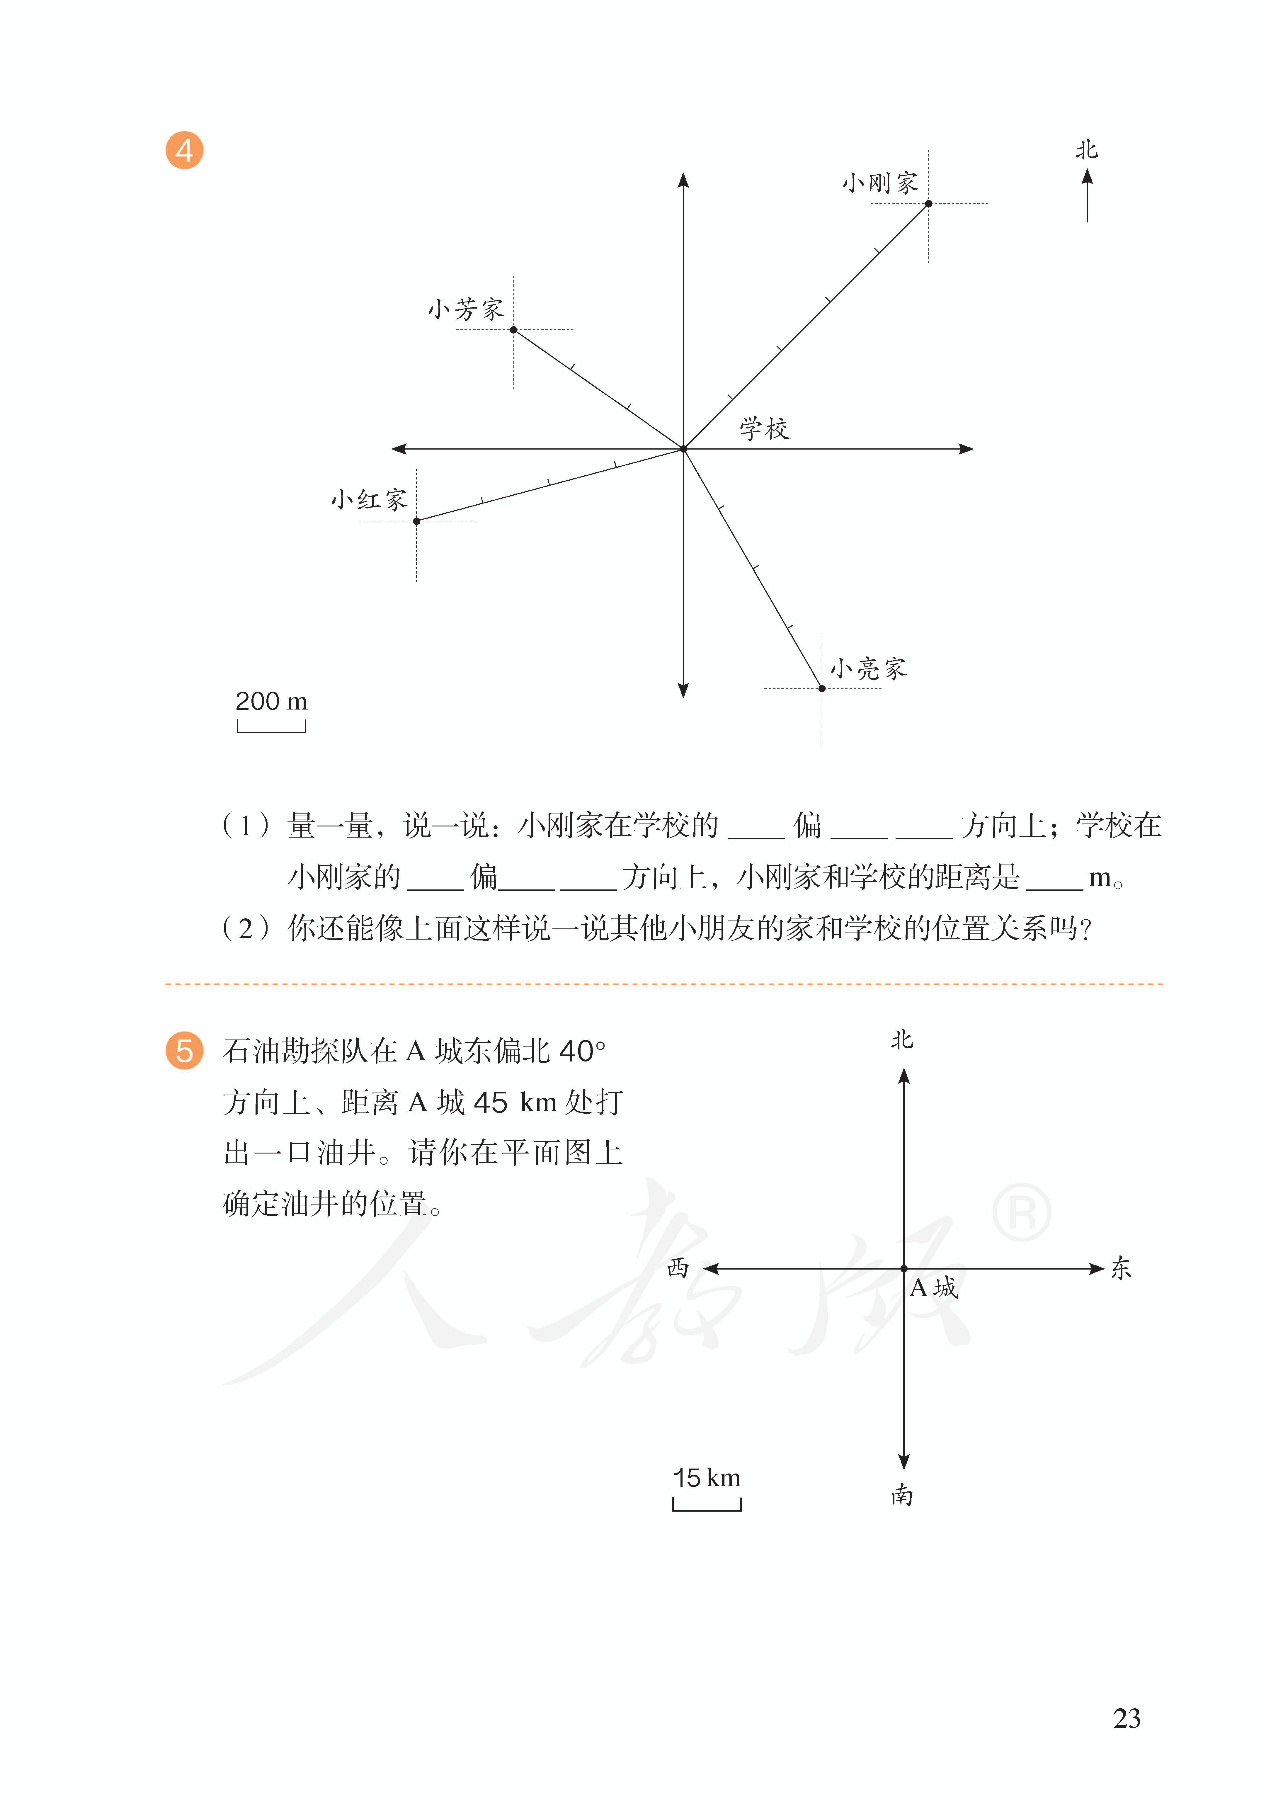 4
北
小刚家
小芳家
学校
小红家
小亮家
200 m
（1）量一量，说一说：小刚家在学校的 ____ 偏 ____ ____ 方向上；学校在
小刚家的 ____ 偏____ ____ 方向上，小刚家和学校的距离是 ____ m。
（2）你还能像上面这样说一说其他小朋友的家和学校的位置关系吗？
5 石油勘探队在 A 城东偏北 40°
方向上、距离 A 城 45 km 处打
出一口油井。请你在平面图上
确定油井的位置。
北
西
东
A 城
南
15 km
人教版®
23